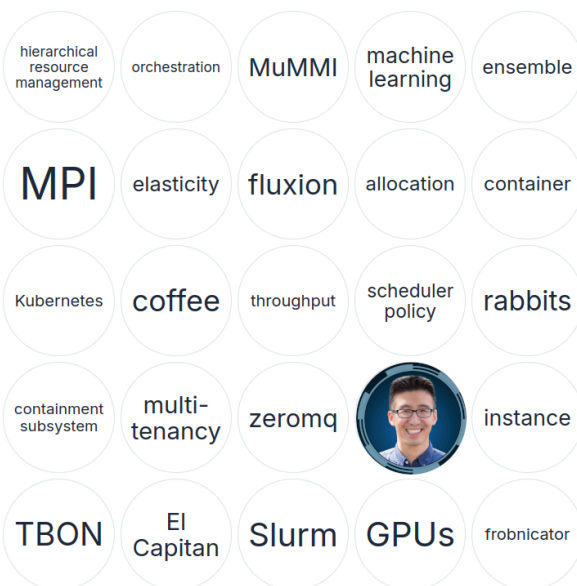 hierarchical
resource
management
orchestration
MuMMI
machine
learning
ensemble
MPI
elasticity
fluxion
allocation
container
Kubernetes
coffee
throughput
scheduler
policy
rabbits
containment
subsystem
multi-
tenancy
zeromq
instance
TBON
El
Capitan
Slurm
GPUs
frobnicator